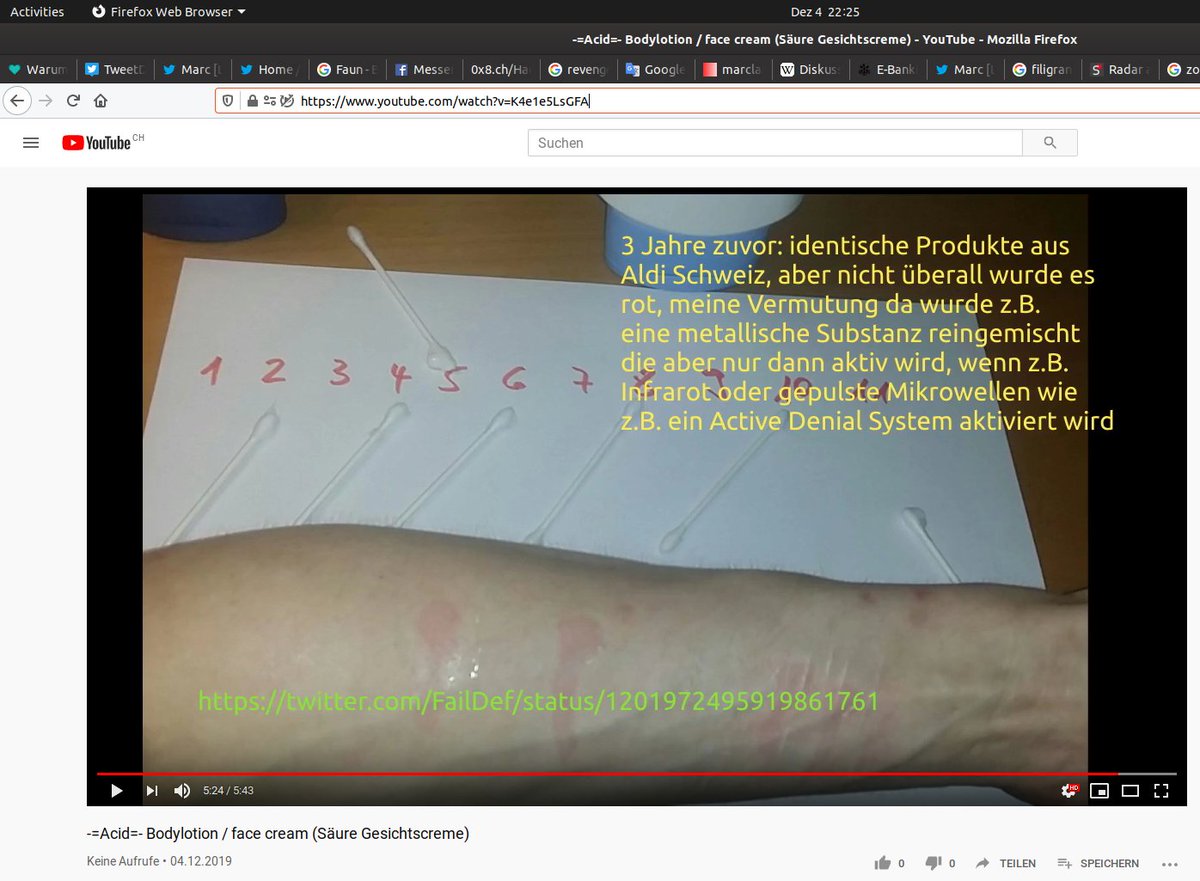 Activities Firefox Web Browser Dez 4 22:25
-=Acid=- Bodylotion / face cream (Säure Gesichtscreme) - YouTube - Mozilla Firefox
Warum TweetD Marc [L Home / Faun - E Messe 0x8.ch/Ha reveng Google marcla Diskus E-Bank Marc [L filigran Radar zo
https://www.youtube.com/watch?v=K4e1e5LsGFA
YouTube CH Suchen
3 Jahre zuvor: identische Produkte aus
Aldi Schweiz, aber nicht überall wurde es
rot, meine Vermutung da wurde z.B.
eine metallische Substanz reingemischt
die aber nur dann aktiv wird, wenn z.B.
Infrarot oder gepulste Mikrowellen wie
z.B. ein Active Denial System aktiviert wird
1 2 3 4 5 6 7 8 9 10 11
https://twitter.com/FailDef/status/1201972495919861761
5:24 / 5:43 HD
-=Acid=- Bodylotion / face cream (Säure Gesichtscreme)
Keine Aufrufe • 04.12.2019
0 0 TEILEN SPEICHERN